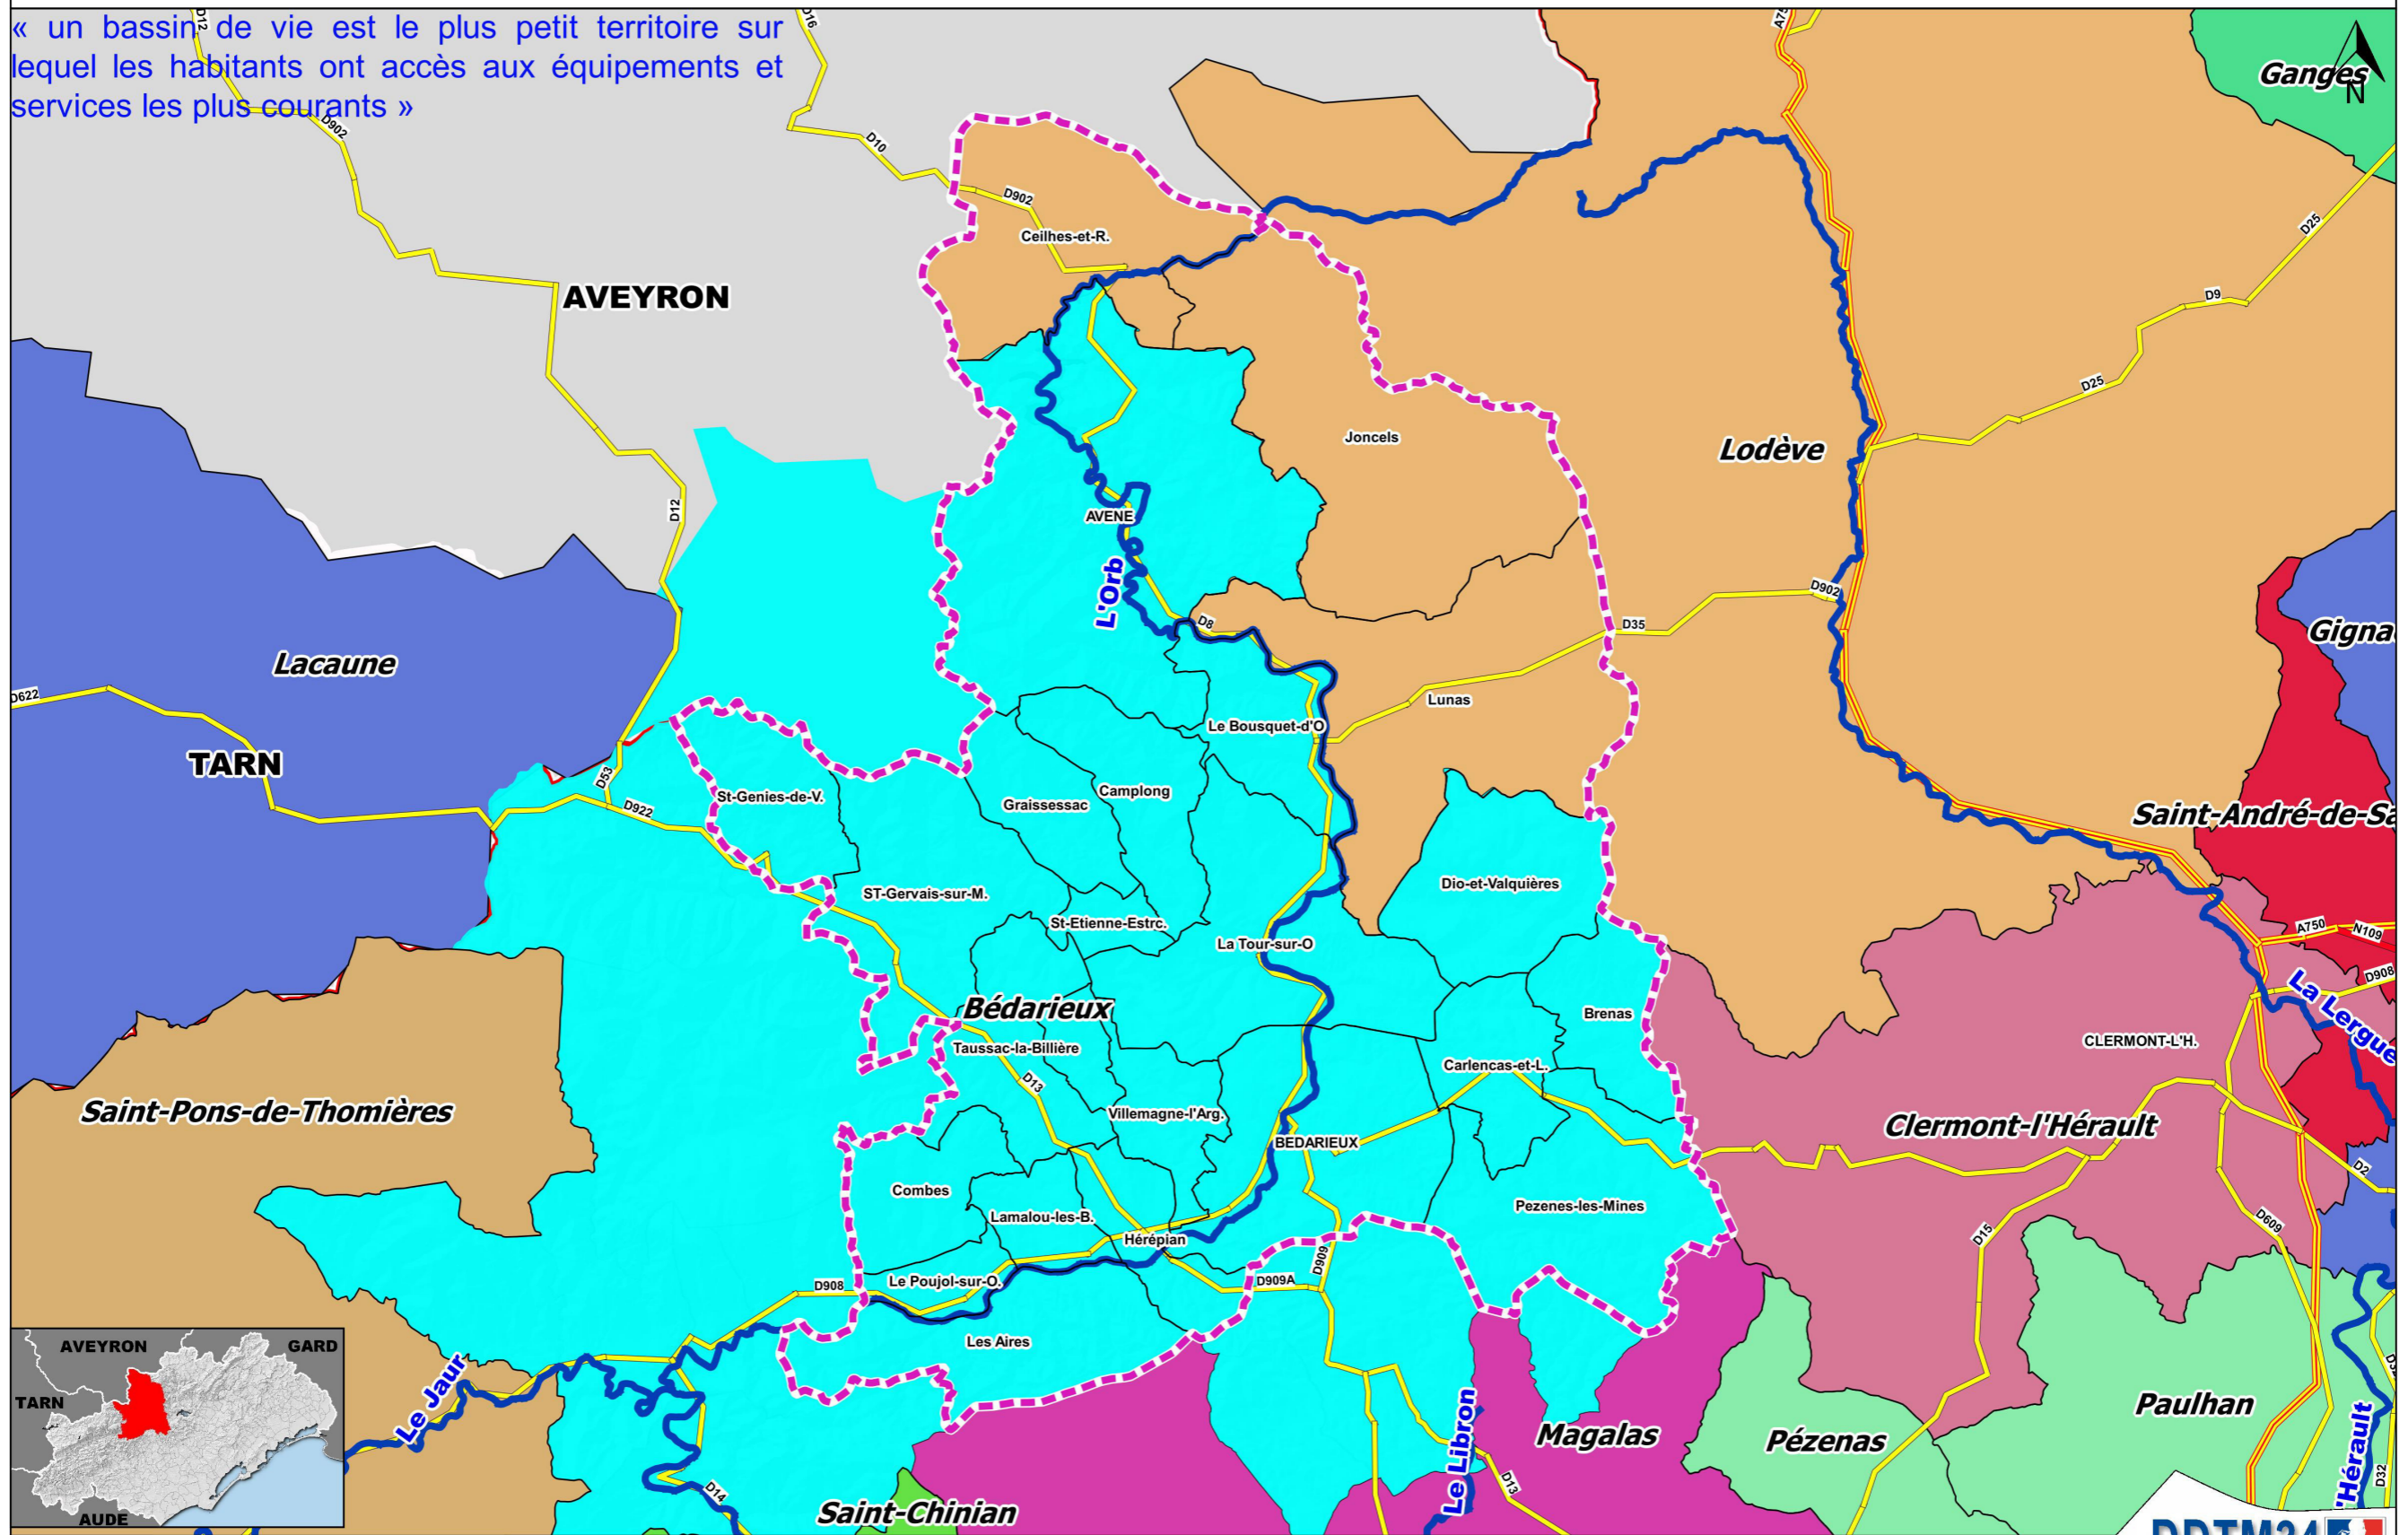 « un bassin de vie est le plus petit territoire sur
lequel les habitants ont accès aux équipements et
services les plus courants »
D12
D16
A75
Ganges
N
D902
D10
D902
Ceilhes-et-R.
D25
AVEYRON
D9
D25
Joncels
Lodève
D12
AVENE
L'Orb
D902
D8
D35
Gigna
Lacaune
D622
Lunas
Le Bousquet-d'O
TARN
D53
St-Genies-de-V.
D922
Camplong
Graissessac
Saint-André-de-Sa
Dio-et-Valquières
ST-Gervais-sur-M.
St-Etienne-Estrc.
La Tour-sur-O
A750
N109
D908
La Lergue
Bédarieux
Brenas
CLERMONT-L'H.
Taussac-la-Billière
Carlencas-et-L.
D13
Saint-Pons-de-Thomières
Villemagne-l'Arg.
Clermont-l'Hérault
BEDARIEUX
D2
Combes
Pezenes-les-Mines
Lamalou-les-B.
D609
D15
Hérépian
D909
D909A
Le Poujol-sur-O.
D908
Les Aires
AVEYRON
GARD
TARN
AUDE
Le Jaur
Le Libron
Magalas
Pézenas
Paulhan
'Hérault
D32
D13
D14
Saint-Chinian
DDTM34